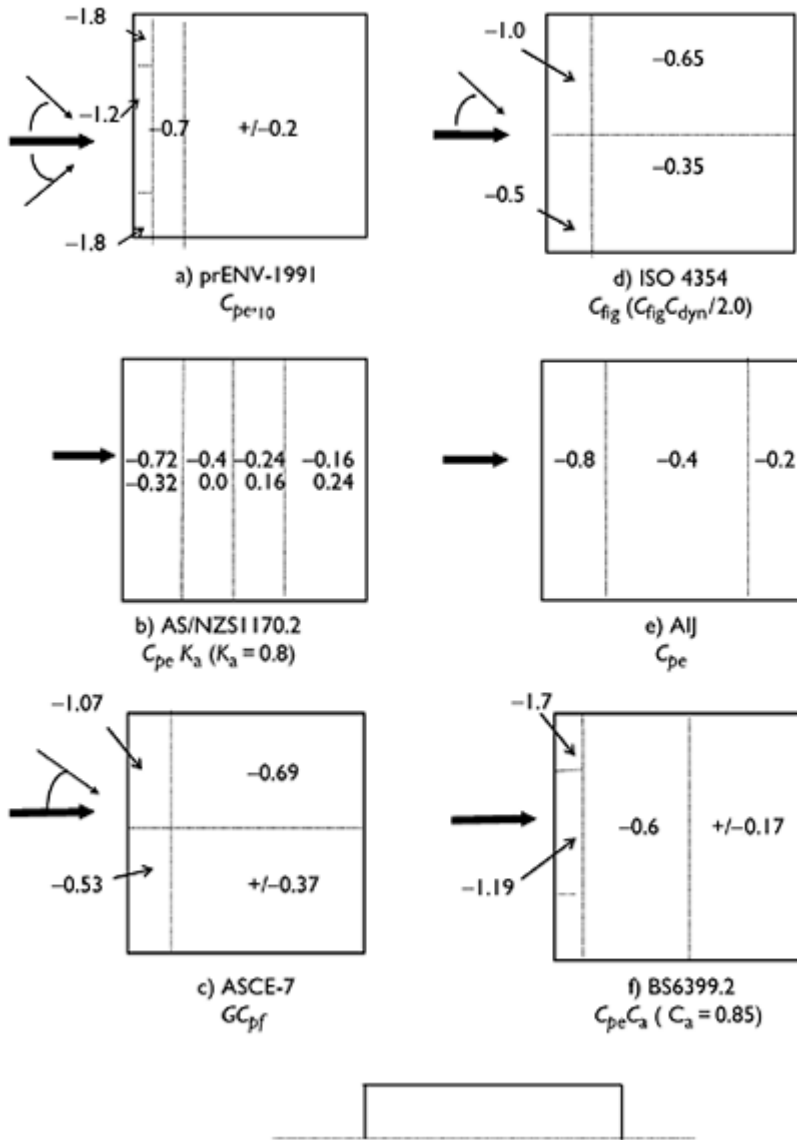 −1.8
−1.2
−0.7
+/−0.2
−1.8
a) prENV-1991
Cpe,10
−1.0
−0.65
−0.35
−0.5
d) ISO 4354
Cfig (CfigCdyn/2.0)
−0.72 −0.4 −0.24 −0.16
−0.32 0.0 0.16 0.24
b) AS/NZS1170.2
Cpe Ka (Ka = 0.8)
−0.8 −0.4 −0.2
e) AIJ
Cpe
−1.07
−0.69
−0.53
+/−0.37
c) ASCE-7
GCpf
−1.7
−0.6
+/−0.17
−1.19
f) BS6399.2
CpeCa ( Ca = 0.85)